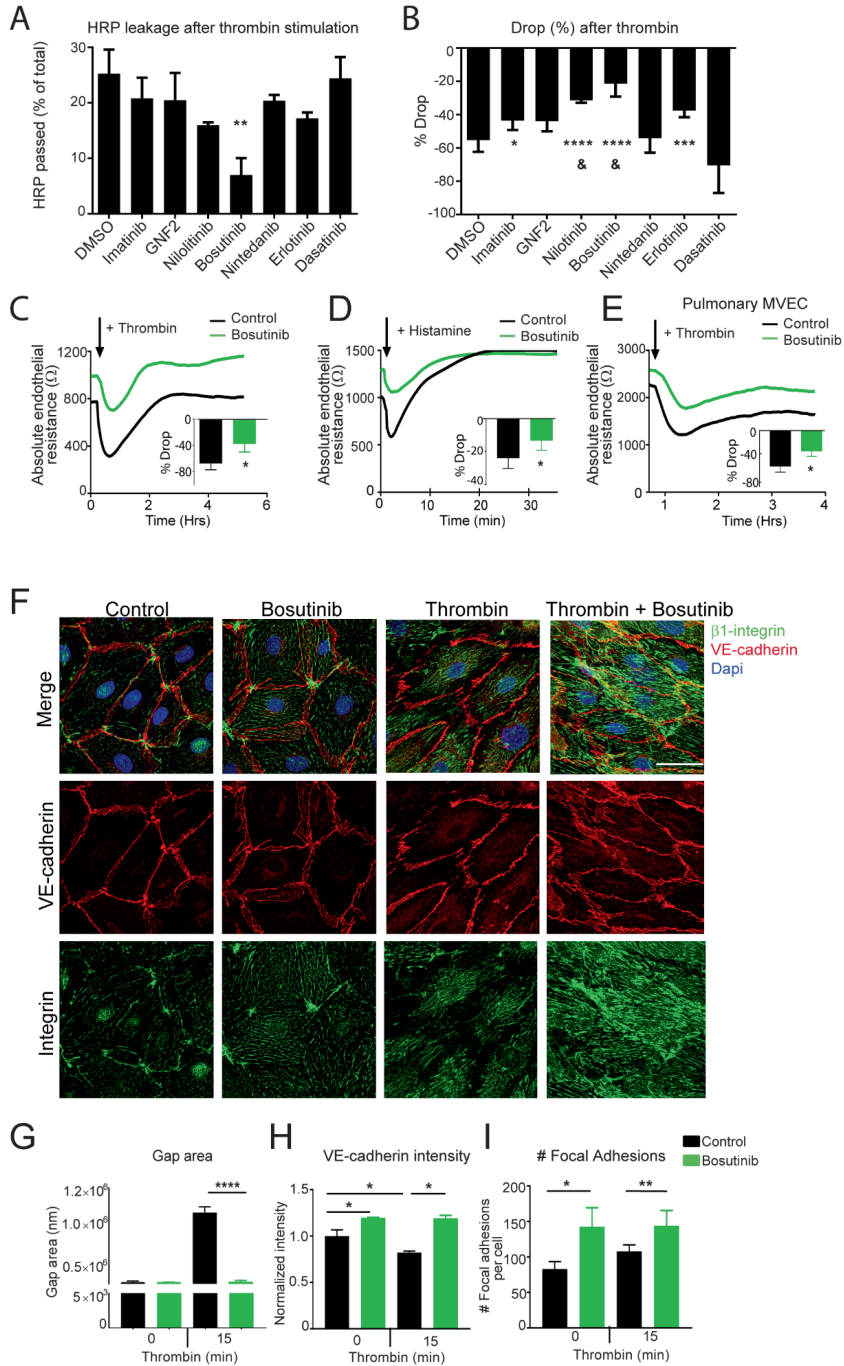 A
HRP leakage after thrombin stimulation
HRP passed (% of total)
30
20
10
0
**
DMSO
Imatinib
GNF2
Nilolitinib
Bosutinib
Nintedanib
Erlotinib
Dasatinib
B
Drop (%) after thrombin
% Drop
0
-20
-40
-60
-80
-100
*
****
&
****
&
***
DMSO
Imatinib
GNF2
Nilotinib
Bosutinib
Nintedanib
Erlotinib
Dasatinib
C
+ Thrombin
Control
Bosutinib
Absolute endothelial
resistance (Ω)
1200
800
400
0
0
2
4
6
Time (Hrs)
% Drop
0
-40
-80
*
D
+ Histamine
Control
Bosutinib
Absolute endothelial
resistance (Ω)
1500
1000
500
0
0
10
20
30
Time (min)
% Drop
0
-20
-40
*
E
Pulmonary MVEC
+ Thrombin
Control
Bosutinib
Absolute endothelial
resistance (Ω)
3000
2000
1000
0
1
2
3
4
Time (Hrs)
% Drop
0
-40
-80
*
F
Control
Bosutinib
Thrombin
Thrombin + Bosutinib
β1-integrin
VE-cadherin
Dapi
Merge
VE-cadherin
Integrin
G
Gap area
Gap area (nm)
1.2×10⁶
1.0×10⁶
0.5×10⁶
5×10³
0
****
0
15
Thrombin (min)
H
VE-cadherin intensity
Normalized intensity
1.5
1.0
0.5
0
*
*
*
0
15
Thrombin (min)
I
# Focal Adhesions
Control
Bosutinib
# Focal adhesions
per cell
200
150
100
50
0
*
**
0
15
Thrombin (min)